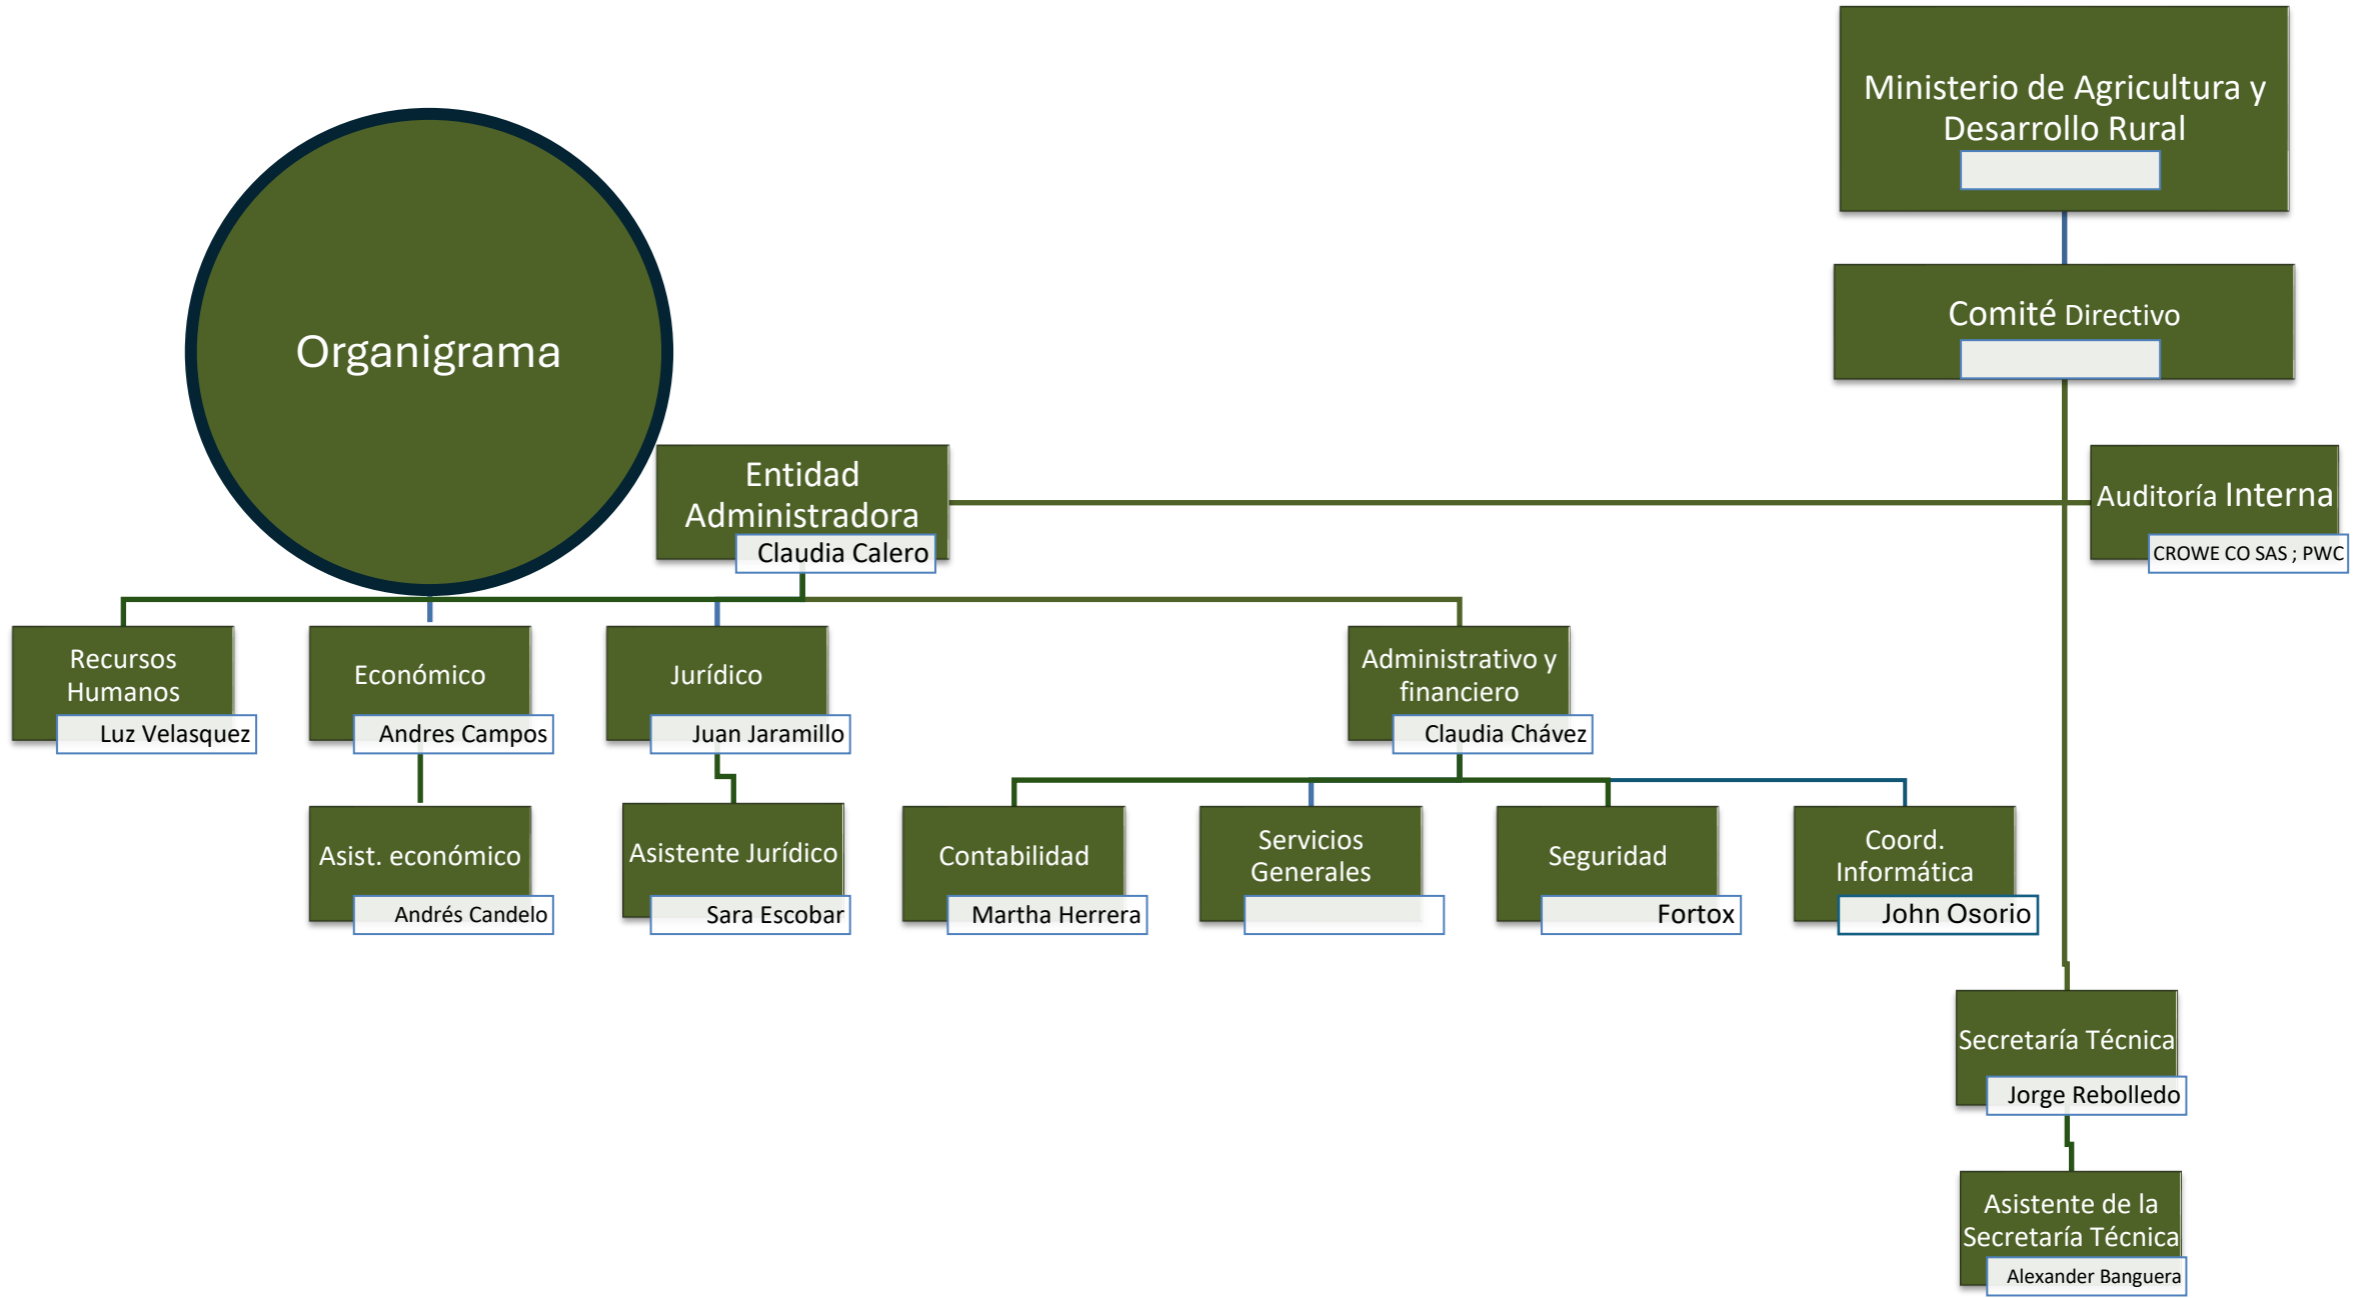 Ministerio de Agricultura y
Desarrollo Rural
Organigrama
Comité Directivo
Entidad
Administradora
Claudia Calero
Auditoría Interna
CROWE CO SAS ; PWC
Recursos
Humanos
Luz Velasquez
Económico
Andres Campos
Jurídico
Juan Jaramillo
Administrativo y
financiero
Claudia Chávez
Asist. económico
Andrés Candelo
Asistente Jurídico
Sara Escobar
Contabilidad
Martha Herrera
Servicios
Generales
Seguridad
Fortox
Coord.
Informática
John Osorio
Secretaría Técnica
Jorge Rebolledo
Asistente de la
Secretaría Técnica
Alexander Banguera